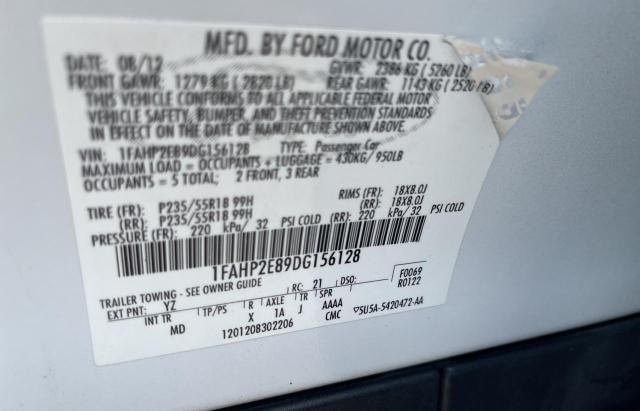 MFD. BY FORD MOTOR CO.
DATE: 08/12 GVWR: 2386 KG ( 5260 LB)
FRONT GAWR: 1279 KG ( 2820 LB) REAR GAWR: 1143 KG ( 2520 LB)
THIS VEHICLE CONFORMS TO ALL APPLICABLE FEDERAL MOTOR
VEHICLE SAFETY, BUMPER, AND THEFT PREVENTION STANDARDS
IN EFFECT ON THE DATE OF MANUFACTURE SHOWN ABOVE.
VIN: 1FAHP2E89DG156128 TYPE: Passenger Car
MAXIMUM LOAD = OCCUPANTS + LUGGAGE = 430KG/ 950LB
OCCUPANTS = 5 TOTAL; 2 FRONT, 3 REAR
TIRE (FR): P235/55R18 99H RIMS (FR): 18X8.0J
(RR): P235/55R18 99H (RR): 18X8.0J
PRESSURE (FR): 220 kPa/ 32 PSI COLD (RR): 220 kPa/ 32 PSI COLD
1FAHP2E89DG156128
TRAILER TOWING - SEE OWNER GUIDE
EXT PNT: YZ RC: 21 DSO: F0069
INT TR TP/PS R AXLE TR SPR R0122
MD X 1A J AAAA
CMC
1201208302206 ▽5U5A-5420472-AA